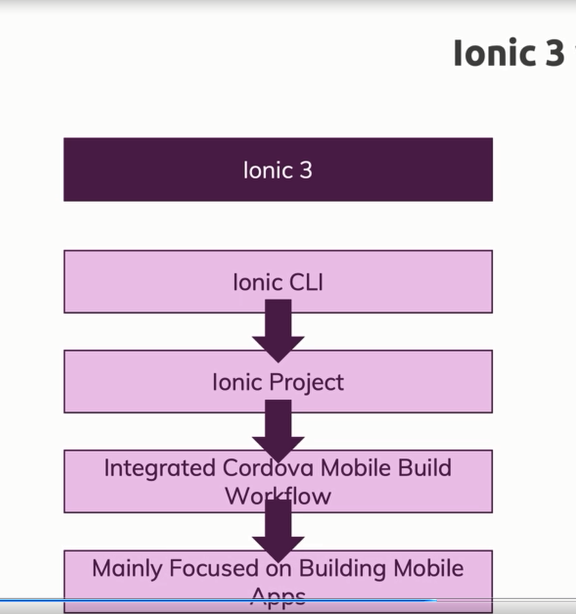 Ionic 3
Ionic 3
Ionic CLI
Ionic Project
Integrated Cordova Mobile Build
Workflow
Mainly Focused on Building Mobile
Apps